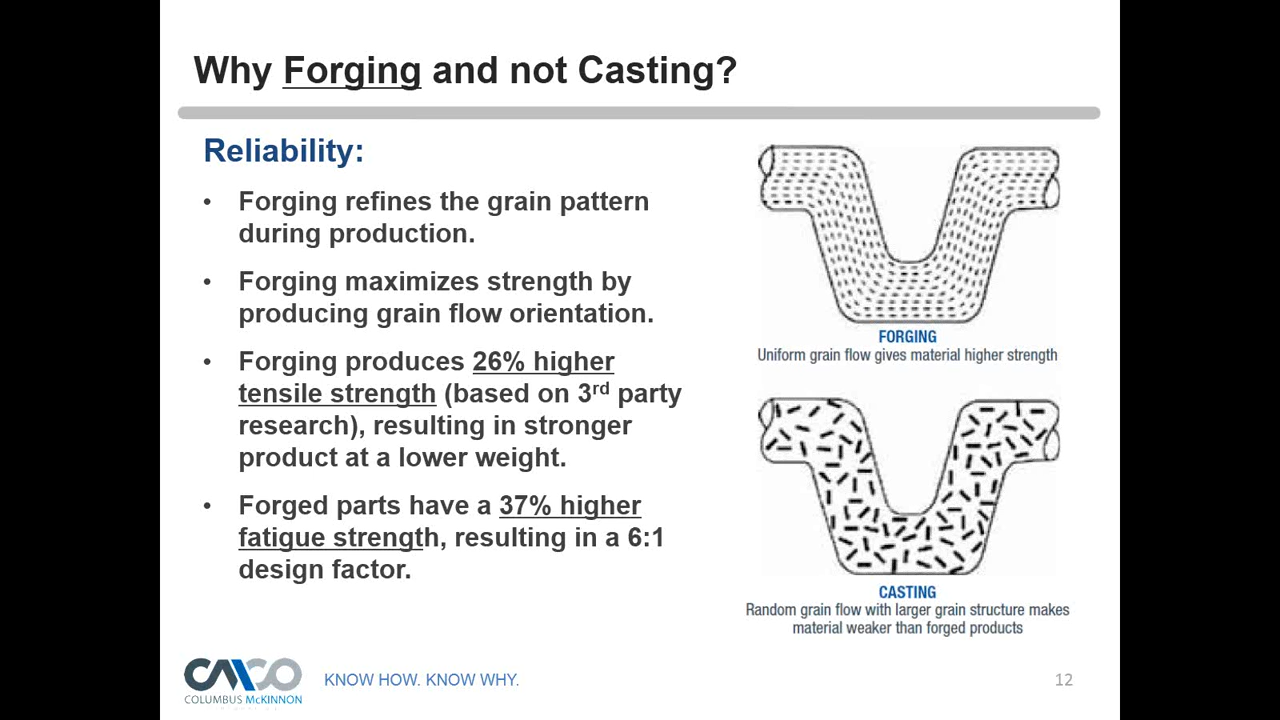 Why Forging and not Casting?
Reliability:
• Forging refines the grain pattern
during production.
• Forging maximizes strength by
producing grain flow orientation.
• Forging produces 26% higher
tensile strength (based on 3rd party
research), resulting in stronger
product at a lower weight.
• Forged parts have a 37% higher
fatigue strength, resulting in a 6:1
design factor.
FORGING
Uniform grain flow gives material higher strength
CASTING
Random grain flow with larger grain structure makes
material weaker than forged products
CMCO
COLUMBUS McKINNON
KNOW HOW. KNOW WHY.
12